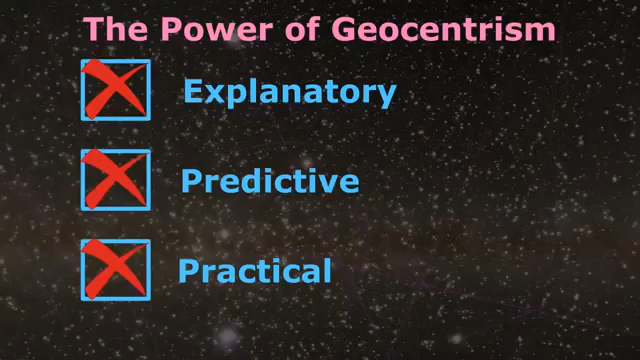 The Power of Geocentrism
Explanatory
Predictive
Practical